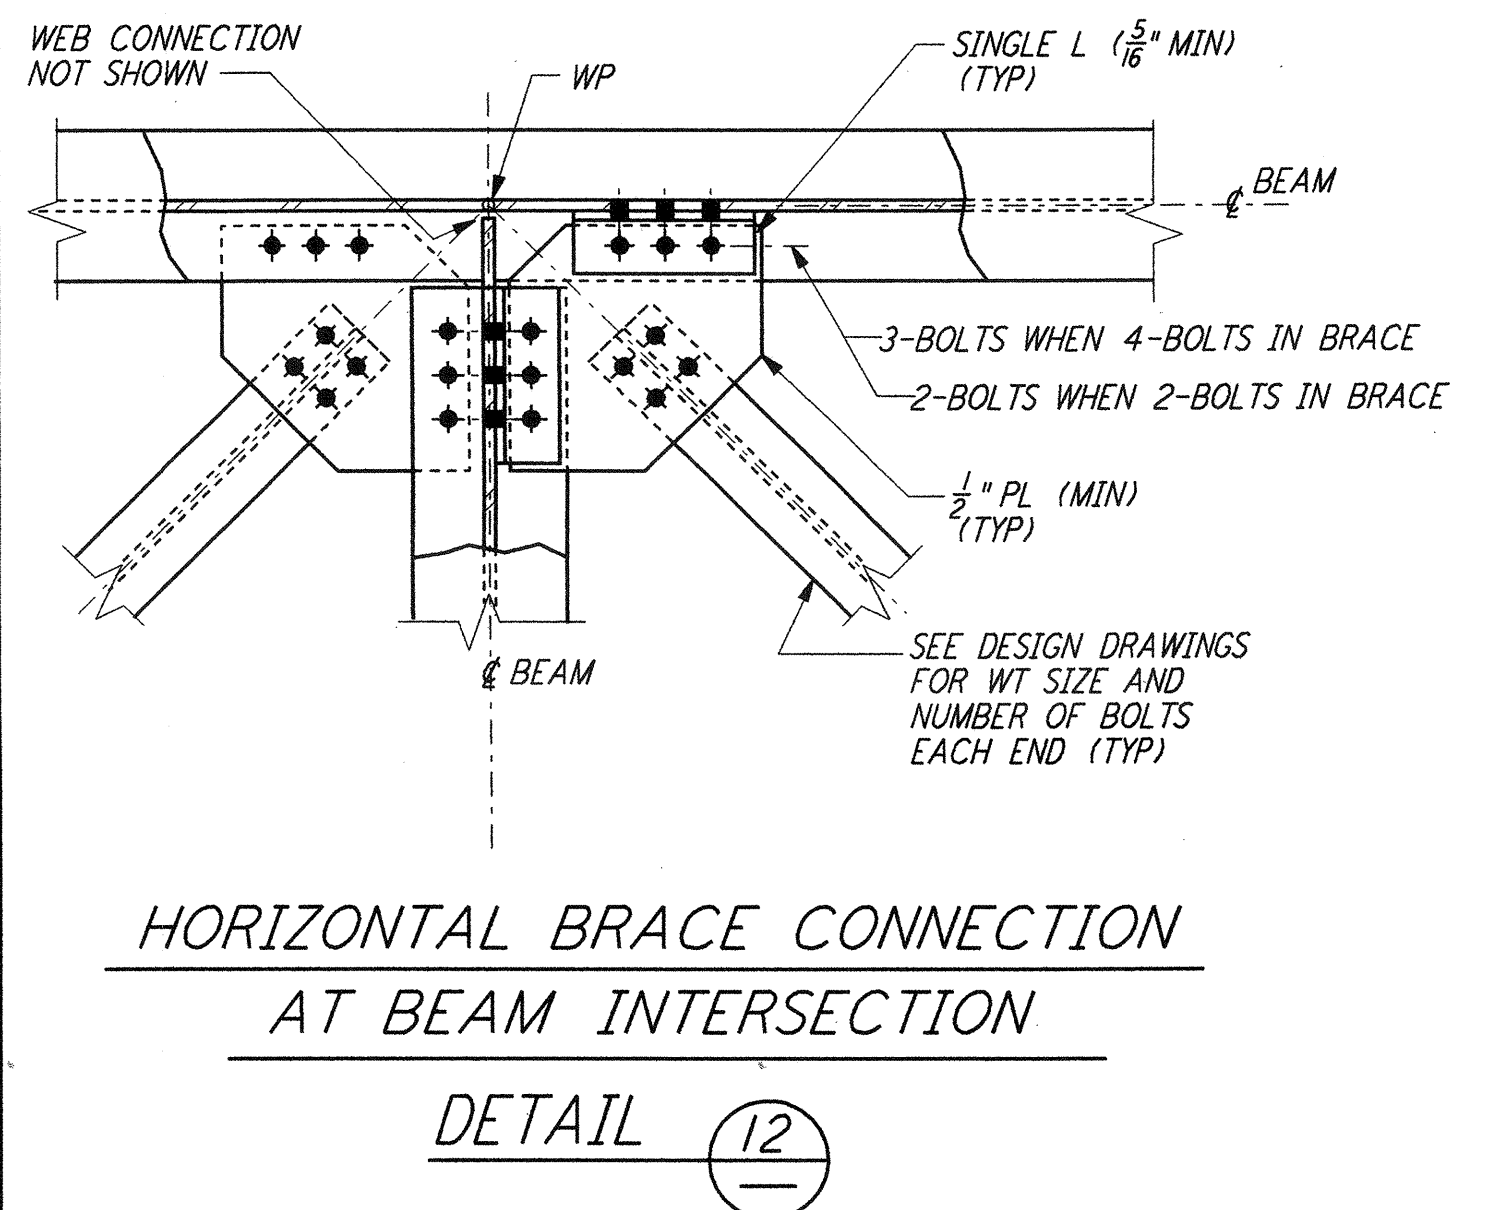 WEB CONNECTION
NOT SHOWN
WP
SINGLE L (5/16" MIN)
(TYP)
℄ BEAM
3-BOLTS WHEN 4-BOLTS IN BRACE
2-BOLTS WHEN 2-BOLTS IN BRACE
1/2" PL (MIN)
(TYP)
SEE DESIGN DRAWINGS
FOR WT SIZE AND
NUMBER OF BOLTS
EACH END (TYP)
℄ BEAM
HORIZONTAL BRACE CONNECTION
AT BEAM INTERSECTION
DETAIL 12
—